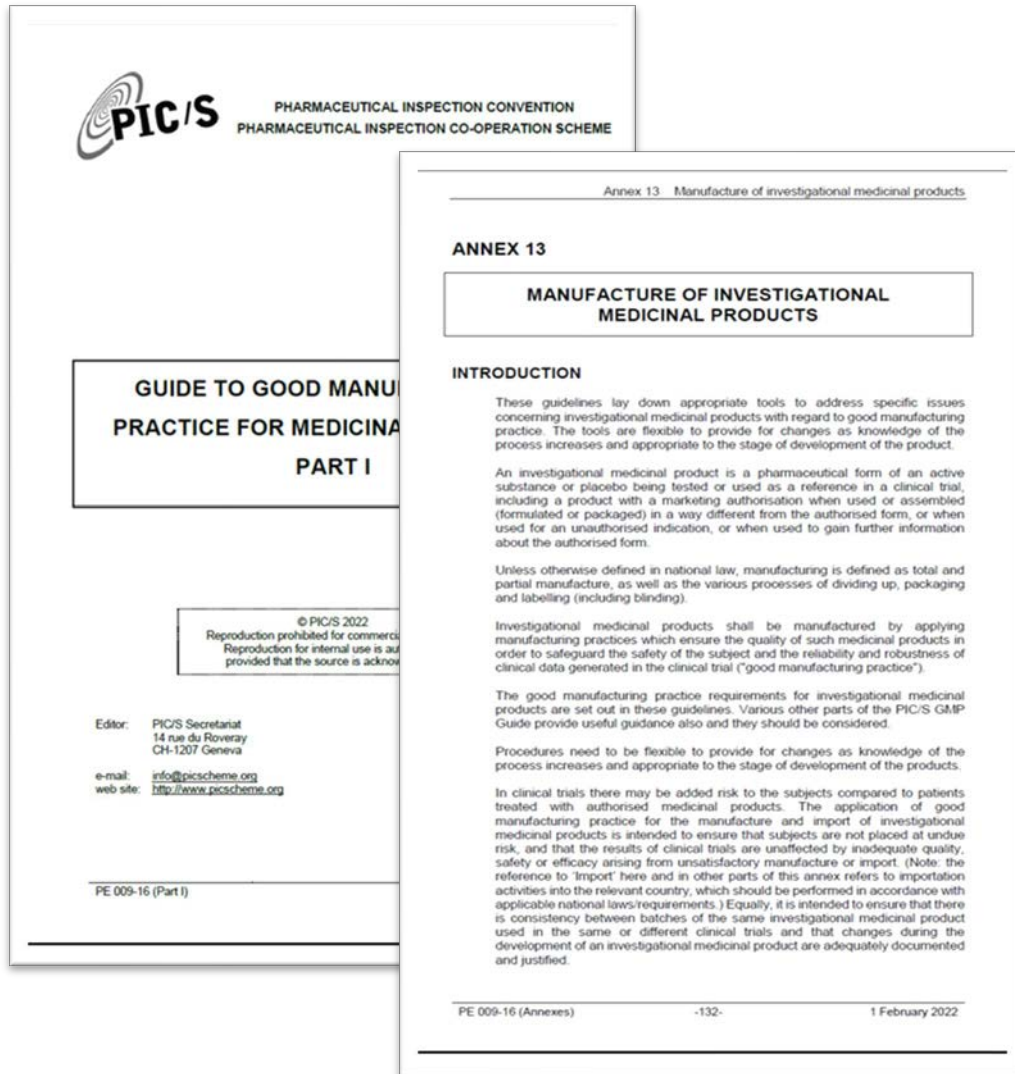 PIC/S
PHARMACEUTICAL INSPECTION CONVENTION
PHARMACEUTICAL INSPECTION CO-OPERATION SCHEME
GUIDE TO GOOD MANU
PRACTICE FOR MEDICINA
PART I
© PIC/S 2022
Reproduction prohibited for commerci
Reproduction for internal use is au
provided that the source is acknow
Editor: PIC/S Secretariat
14 rue du Roveray
CH-1207 Geneva
e-mail: info@picscheme.org
web site: http://www.picscheme.org
PE 009-16 (Part I)
Annex 13 Manufacture of investigational medicinal products
ANNEX 13
MANUFACTURE OF INVESTIGATIONAL
MEDICINAL PRODUCTS
INTRODUCTION
These guidelines lay down appropriate tools to address specific issues
concerning investigational medicinal products with regard to good manufacturing
practice. The tools are flexible to provide for changes as knowledge of the
process increases and appropriate to the stage of development of the product.
An investigational medicinal product is a pharmaceutical form of an active
substance or placebo being tested or used as a reference in a clinical trial,
including a product with a marketing authorisation when used or assembled
(formulated or packaged) in a way different from the authorised form, or when
used for an unauthorised indication, or when used to gain further information
about the authorised form.
Unless otherwise defined in national law, manufacturing is defined as total and
partial manufacture, as well as the various processes of dividing up, packaging
and labelling (including blinding).
Investigational medicinal products shall be manufactured by applying
manufacturing practices which ensure the quality of such medicinal products in
order to safeguard the safety of the subject and the reliability and robustness of
clinical data generated in the clinical trial ("good manufacturing practice").
The good manufacturing practice requirements for investigational medicinal
products are set out in these guidelines. Various other parts of the PIC/S GMP
Guide provide useful guidance also and they should be considered.
Procedures need to be flexible to provide for changes as knowledge of the
process increases and appropriate to the stage of development of the products.
In clinical trials there may be added risk to the subjects compared to patients
treated with authorised medicinal products. The application of good
manufacturing practice for the manufacture and import of investigational
medicinal products is intended to ensure that subjects are not placed at undue
risk, and that the results of clinical trials are unaffected by inadequate quality,
safety or efficacy arising from unsatisfactory manufacture or import. (Note: the
reference to 'Import' here and in other parts of this annex refers to importation
activities into the relevant country, which should be performed in accordance with
applicable national laws/requirements.) Equally, it is intended to ensure that there
is consistency between batches of the same investigational medicinal product
used in the same or different clinical trials and that changes during the
development of an investigational medicinal product are adequately documented
and justified.
PE 009-16 (Annexes) -132- 1 February 2022